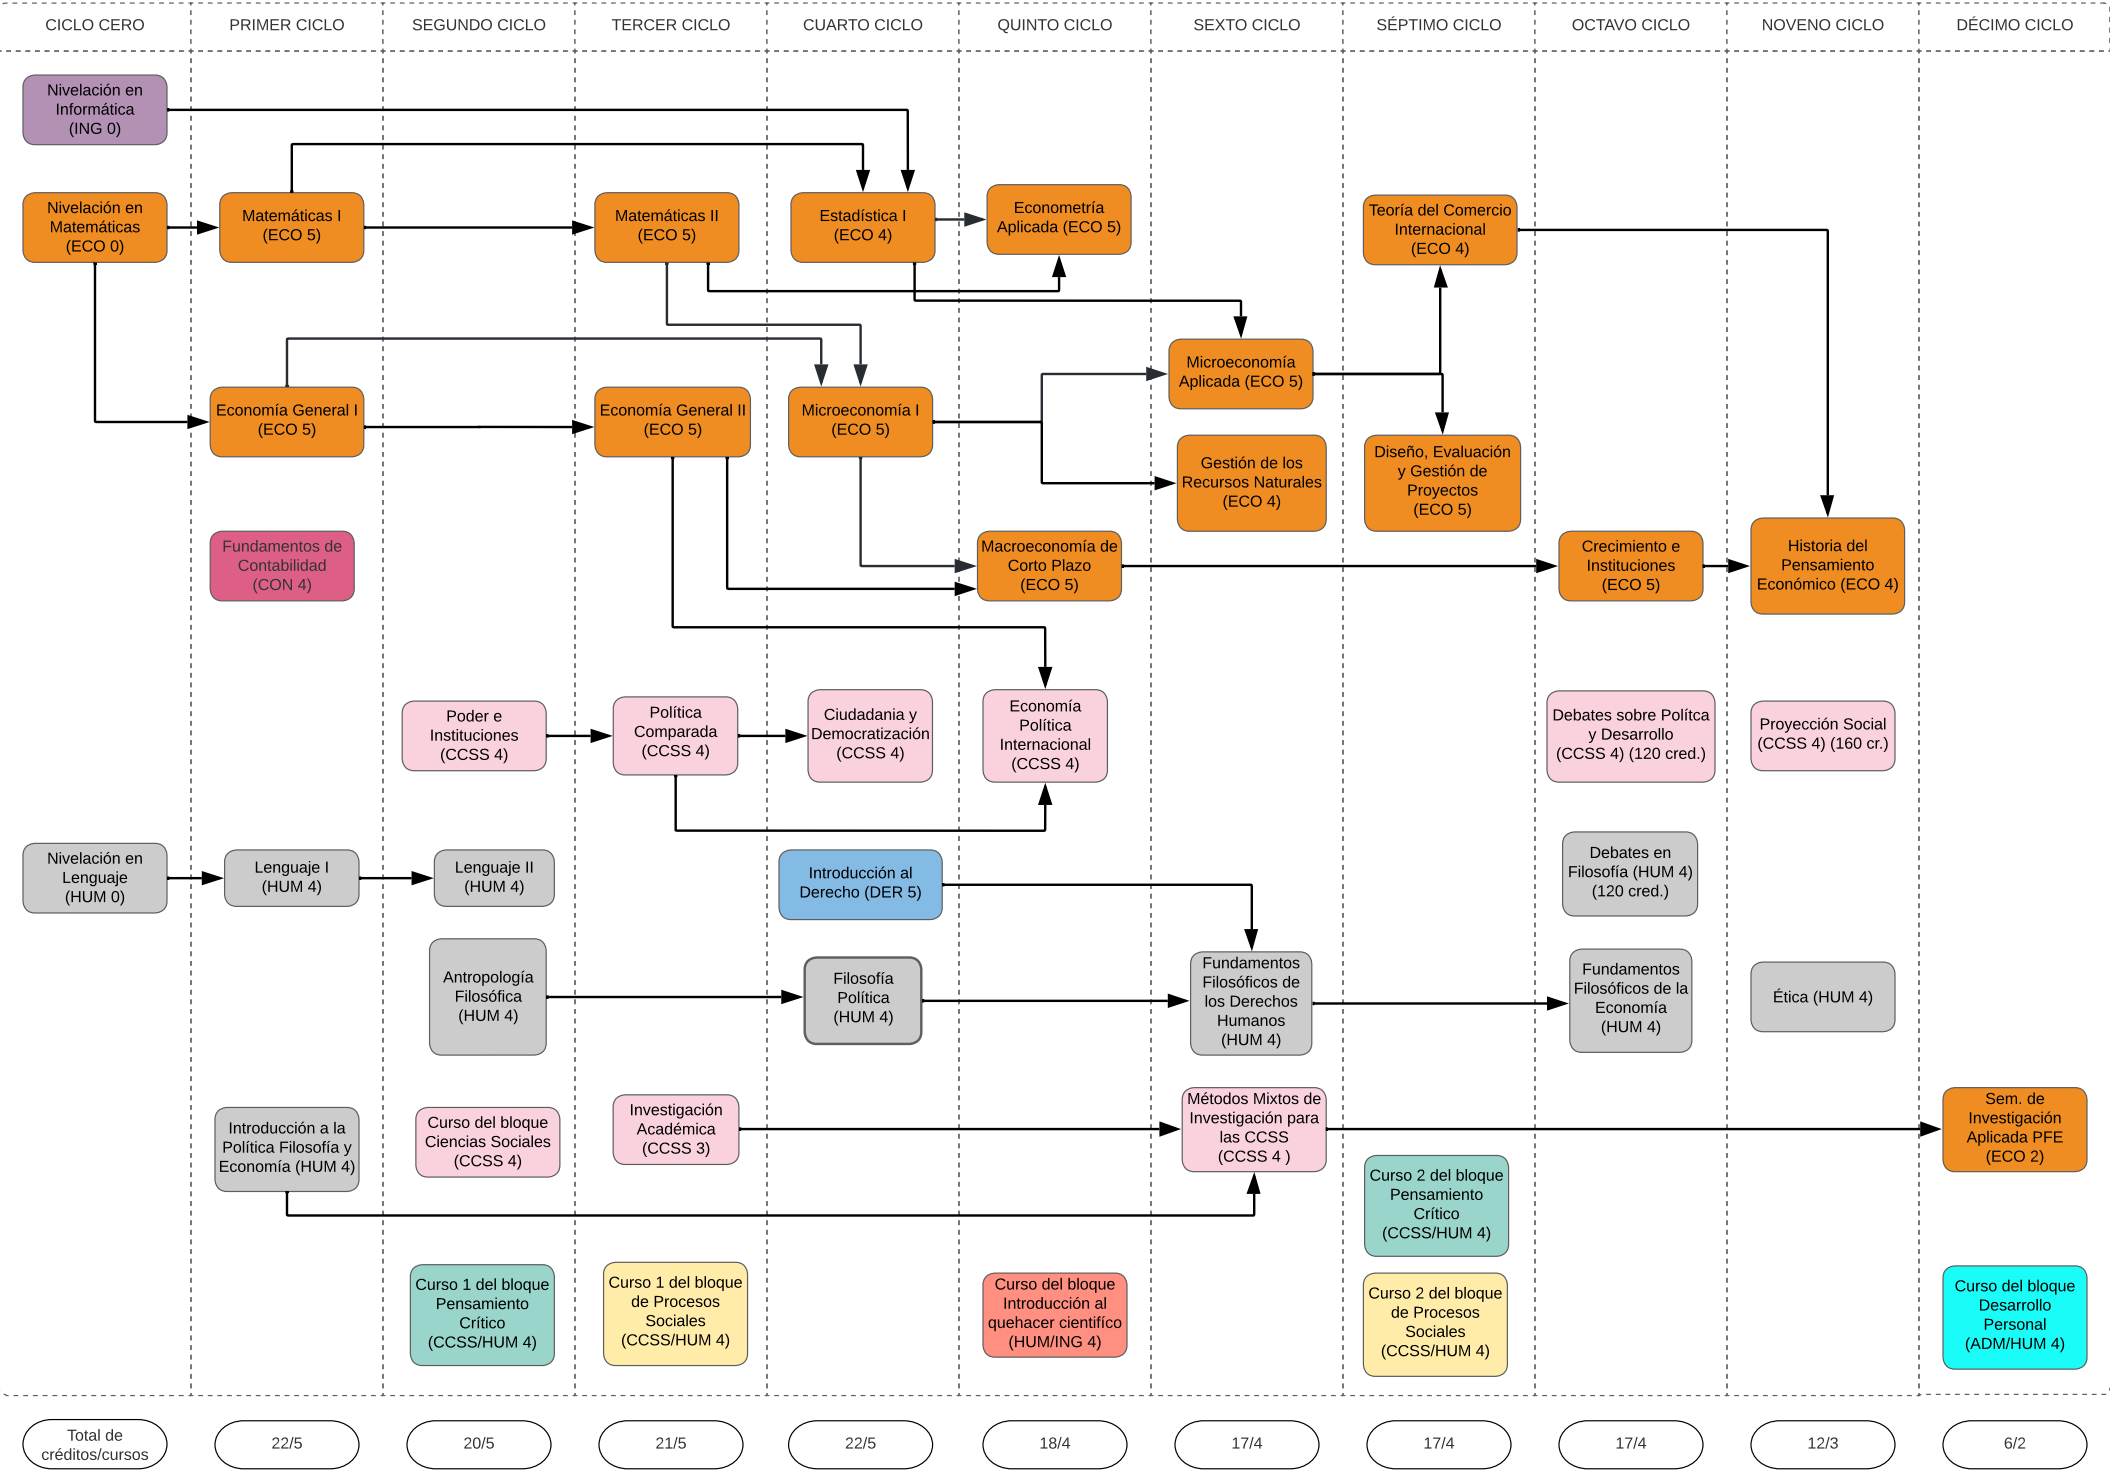 CICLO CERO
PRIMER CICLO
SEGUNDO CICLO
TERCER CICLO
CUARTO CICLO
QUINTO CICLO
SEXTO CICLO
SÉPTIMO CICLO
OCTAVO CICLO
NOVENO CICLO
DÉCIMO CICLO
Nivelación en
Informática
(ING 0)
Nivelación en
Matemáticas
(ECO 0)
Matemáticas I
(ECO 5)
Matemáticas II
(ECO 5)
Estadística I
(ECO 4)
Econometría
Aplicada (ECO 5)
Teoría del Comercio
Internacional
(ECO 4)
Economía General I
(ECO 5)
Economía General II
(ECO 5)
Microeconomía I
(ECO 5)
Microeconomía
Aplicada (ECO 5)
Gestión de los
Recursos Naturales
(ECO 4)
Diseño, Evaluación
y Gestión de
Proyectos
(ECO 5)
Fundamentos de
Contabilidad
(CON 4)
Macroeconomía de
Corto Plazo
(ECO 5)
Crecimiento e
Instituciones
(ECO 5)
Historia del
Pensamiento
Económico (ECO 4)
Poder e
Instituciones
(CCSS 4)
Política
Comparada
(CCSS 4)
Ciudadania y
Democratización
(CCSS 4)
Economía
Política
Internacional
(CCSS 4)
Debates sobre Polítca
y Desarrollo
(CCSS 4) (120 cred.)
Proyección Social
(CCSS 4) (160 cr.)
Nivelación en
Lenguaje
(HUM 0)
Lenguaje I
(HUM 4)
Lenguaje II
(HUM 4)
Introducción al
Derecho (DER 5)
Debates en
Filosofía (HUM 4)
(120 cred.)
Antropología
Filosófica
(HUM 4)
Filosofía
Política
(HUM 4)
Fundamentos
Filosóficos de
los Derechos
Humanos
(HUM 4)
Fundamentos
Filosóficos de la
Economía
(HUM 4)
Ética (HUM 4)
Introducción a la
Política Filosofía y
Economía (HUM 4)
Curso del bloque
Ciencias Sociales
(CCSS 4)
Investigación
Académica
(CCSS 3)
Métodos Mixtos de
Investigación para
las CCSS
(CCSS 4 )
Sem. de
Investigación
Aplicada PFE
(ECO 2)
Curso 2 del bloque
Pensamiento
Crítico
(CCSS/HUM 4)
Curso 1 del bloque
Pensamiento
Crítico
(CCSS/HUM 4)
Curso 1 del bloque
de Procesos
Sociales
(CCSS/HUM 4)
Curso del bloque
Introducción al
quehacer cientifíco
(HUM/ING 4)
Curso 2 del bloque
de Procesos
Sociales
(CCSS/HUM 4)
Curso del bloque
Desarrollo
Personal
(ADM/HUM 4)
Total de
créditos/cursos
22/5
20/5
21/5
22/5
18/4
17/4
17/4
17/4
12/3
6/2